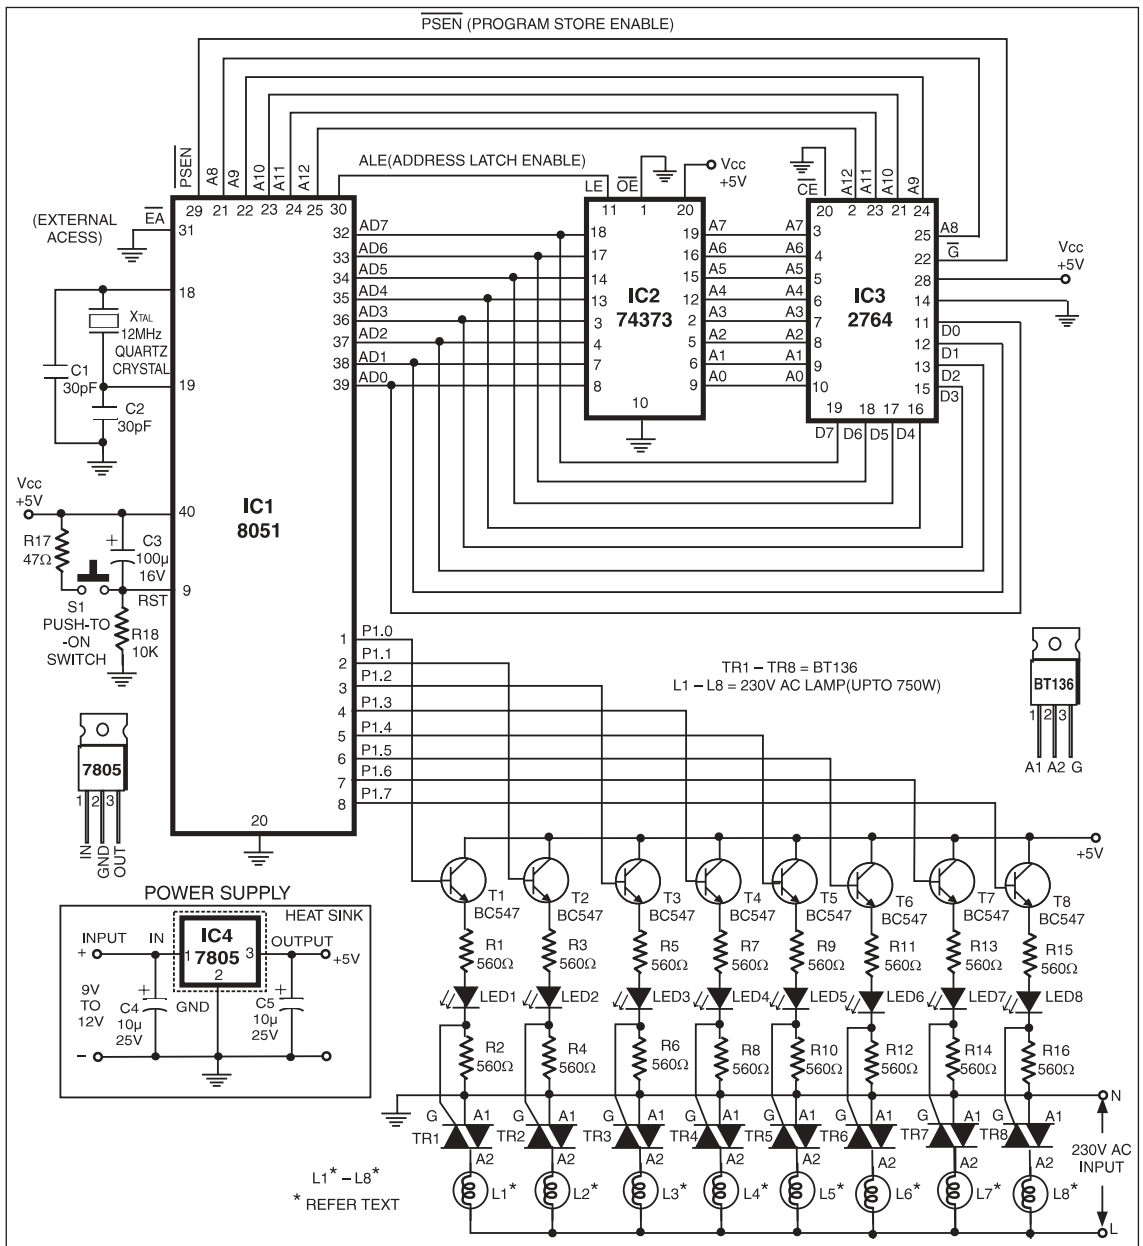 PSEN (PROGRAM STORE ENABLE)
PSEN
A8
A9
A10
A11
A12
ALE(ADDRESS LATCH ENABLE)
LE
OE
Vcc
+5V
CE
A12
A11
A10
A9
29 21 22 23 24 25 30
11 1 20
20 2 23 21 24
(EXTERNAL
ACESS)
EA
31
32 AD7 18 19 A7 A7 3
33 AD6 17 16 A6 A6 4
34 AD5 14 15 A5 A5 5
35 AD4 13 12 A4 A4 6
36 AD3 3 2 A3 A3 7
37 AD2 4 5 A2 A2 8
38 AD1 7 6 A1 A1 9
39 AD0 8 9 A0 A0 10
IC2
74373
10
IC3
2764
25 A8
22 G
28
Vcc
+5V
14
11 D0
12 D1
13 D2
15 D3
19 18 17 16
D7 D6 D5 D4
18
XTAL
12MHz
QUARTZ
CRYSTAL
C1
30pF
19
C2
30pF
Vcc
+5V
40
IC1
8051
R17
47Ω
C3
100µ
16V
+
9
RST
S1
PUSH-TO
-ON
SWITCH
R18
10K
1 P1.0
2 P1.1
3 P1.2
4 P1.3
5 P1.4
6 P1.5
7 P1.6
8 P1.7
20
TR1 – TR8 = BT136
L1 – L8 = 230V AC LAMP(UPTO 750W)
BT136
1 2 3
A1 A2 G
7805
1 2 3
IN
GND
OUT
+5V
T1
BC547
T2
BC547
T3
BC547
T4
BC547
T5
BC547
T6
BC547
T7
BC547
T8
BC547
R1
560Ω
R3
560Ω
R5
560Ω
R7
560Ω
R9
560Ω
R11
560Ω
R13
560Ω
R15
560Ω
LED1 LED2 LED3 LED4 LED5 LED6 LED7 LED8
R2
560Ω
R4
560Ω
R6
560Ω
R8
560Ω
R10
560Ω
R12
560Ω
R14
560Ω
R16
560Ω
POWER SUPPLY
HEAT SINK
INPUT
IN
IC4
7805
1
3
2
OUTPUT
+
+5V
9V
TO
12V
+
C4
10µ
25V
GND
+
C5
10µ
25V
–
N
G A1 G A1 G A1 G A1 G A1 G A1 G A1 G A1
TR1 TR2 TR3 TR4 TR5 TR6 TR7 TR8
A2 A2 A2 A2 A2 A2 A2 A2
230V AC
INPUT
L1* L2* L3* L4* L5* L6* L7* L8*
L
L1* – L8*
* REFER TEXT